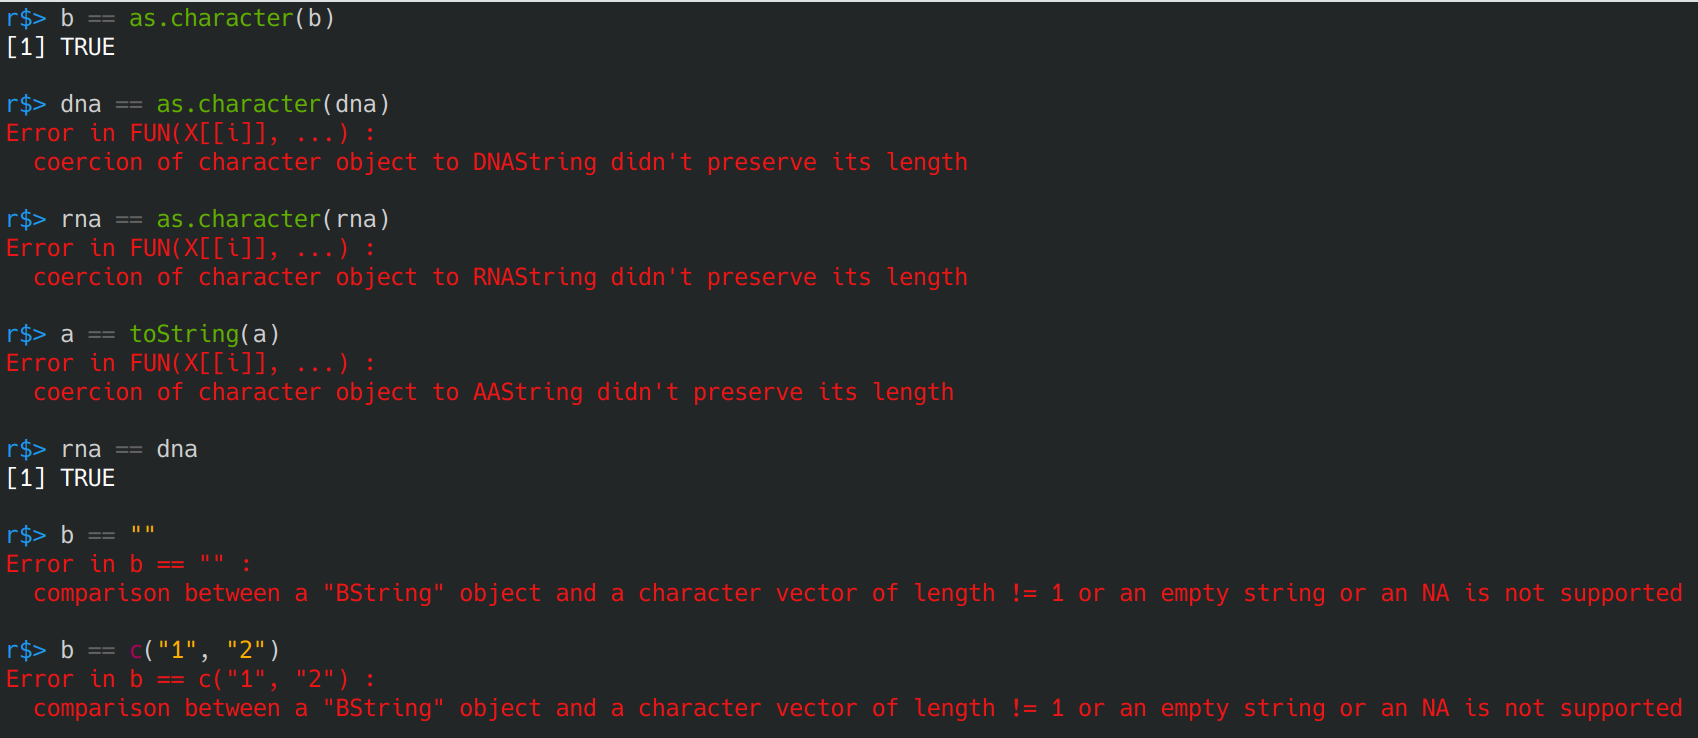 r$> b == as.character(b)
[1] TRUE
r$> dna == as.character(dna)
Error in FUN(X[[i]], ...) :
  coercion of character object to DNAString didn't preserve its length
r$> rna == as.character(rna)
Error in FUN(X[[i]], ...) :
  coercion of character object to RNAString didn't preserve its length
r$> a == toString(a)
Error in FUN(X[[i]], ...) :
  coercion of character object to AAString didn't preserve its length
r$> rna == dna
[1] TRUE
r$> b == ""
Error in b == "" :
  comparison between a "BString" object and a character vector of length != 1 or an empty string or an NA is not supported
r$> b == c("1", "2")
Error in b == c("1", "2") :
  comparison between a "BString" object and a character vector of length != 1 or an empty string or an NA is not supported